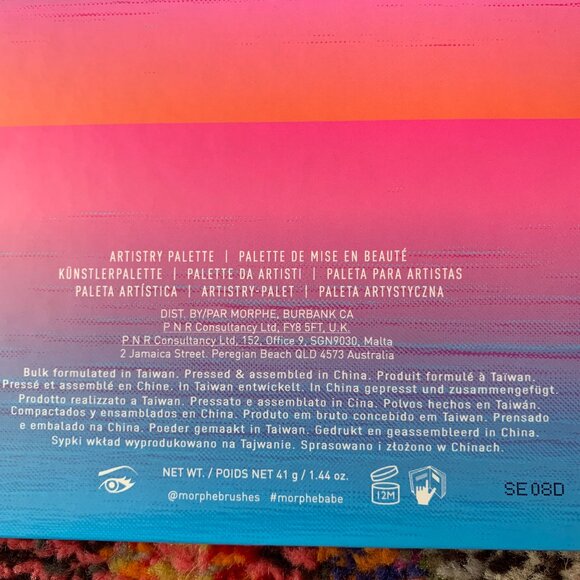 ARTISTRY PALETTE | PALETTE DE MISE EN BEAUTÉ
KÜNSTLERPALETTE | PALETTE DA ARTISTI | PALETA PARA ARTISTAS
PALETA ARTÍSTICA | ARTISTRY-PALET | PALETA ARTYSTYCZNA
DIST. BY/PAR MORPHE, BURBANK CA
P N R Consultancy Ltd, FY8 5FT, U.K.
P N R Consultancy Ltd, 152, Office 9, SGN9030, Malta
2 Jamaica Street. Peregian Beach QLD 4573 Australia
Bulk formulated in Taiwan. Pressed & assembled in China. Produit formulé à Taïwan.
Pressé et assemblé en Chine. In Taiwan entwickelt. In China gepresst und zusammengefügt.
Prodotto realizzato a Taiwan. Pressato e assemblato in Cina. Polvos hechos en Taiwán.
Compactados y ensamblados en China. Produto em bruto concebido em Taiwan. Prensado
e embalado na China. Poeder gemaakt in Taiwan. Gedrukt en geassembleerd in China.
Sypki wkład wyprodukowano na Tajwanie. Sprasowano i złożono w Chinach.
NET WT. / POIDS NET 41 g / 1.44 oz.
@morphebrushes #morphebabe
12M
SE08D